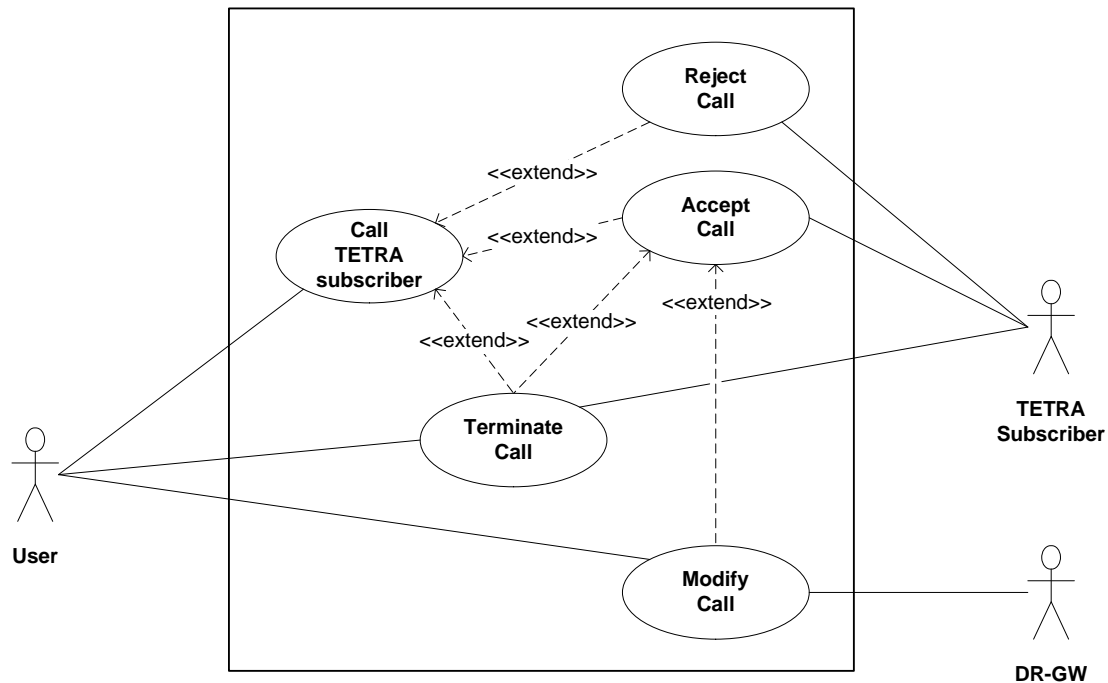 Reject
Call
<<extend>>
Accept
Call
<<extend>>
Call
TETRA
subscriber
<<extend>>
<<extend>>
<<extend>>
TETRA
Subscriber
Terminate
Call
User
Modify
Call
DR-GW